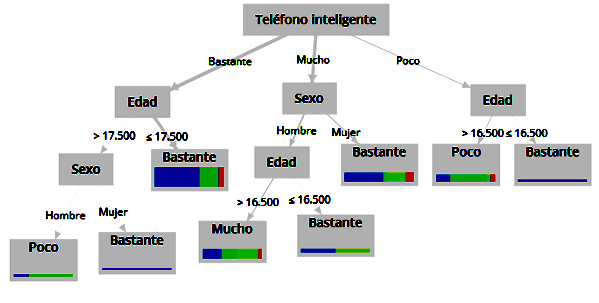 Teléfono inteligente
Bastante
Mucho
Poco
Edad
Sexo
Edad
> 17.500
≤ 17.500
Hombre
Mujer
> 16.500
≤ 16.500
Sexo
Bastante
Edad
Bastante
Poco
Bastante
Hombre
Mujer
> 16.500
≤ 16.500
Poco
Bastante
Mucho
Bastante